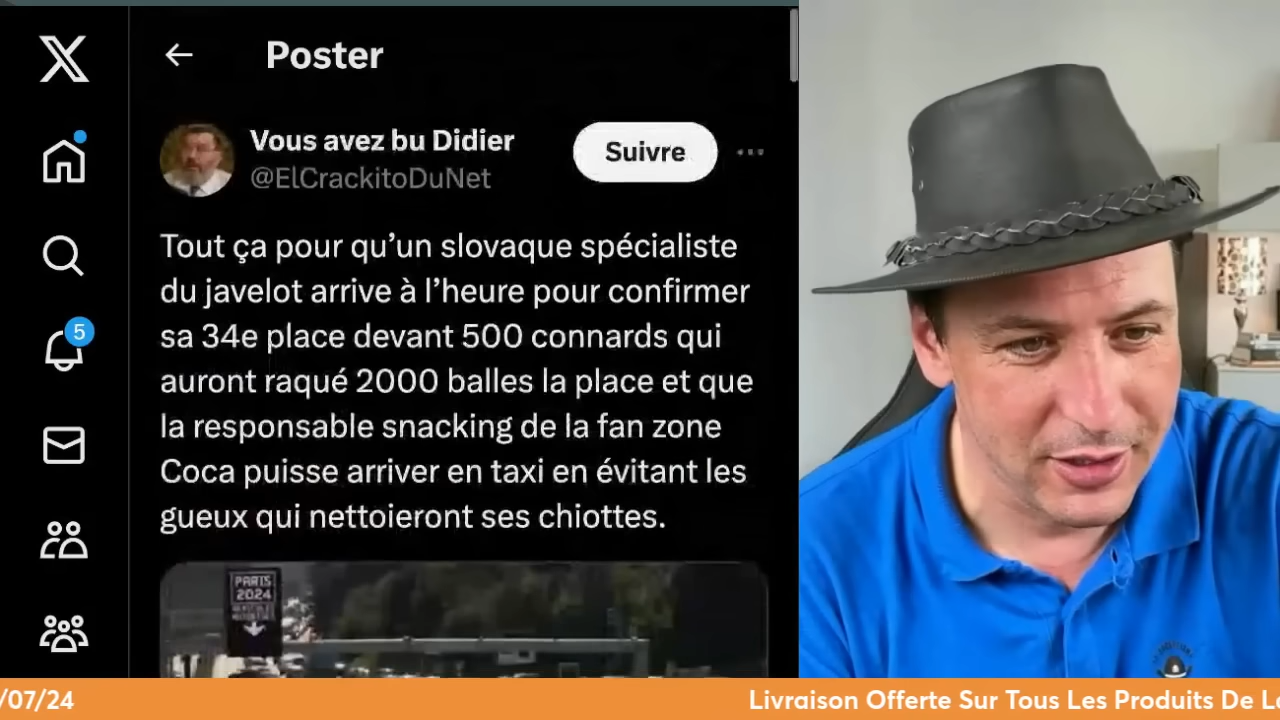 Poster
Vous avez bu Didier
@ElCrackitoDuNet
Suivre
5
Tout ça pour qu’un slovaque spécialiste
du javelot arrive à l’heure pour confirmer
sa 34e place devant 500 connards qui
auront raqué 2000 balles la place et que
la responsable snacking de la fan zone
Coca puisse arriver en taxi en évitant les
gueux qui nettoieront ses chiottes.
PARIS
2024
/07/24
Livraison Offerte Sur Tous Les Produits De L